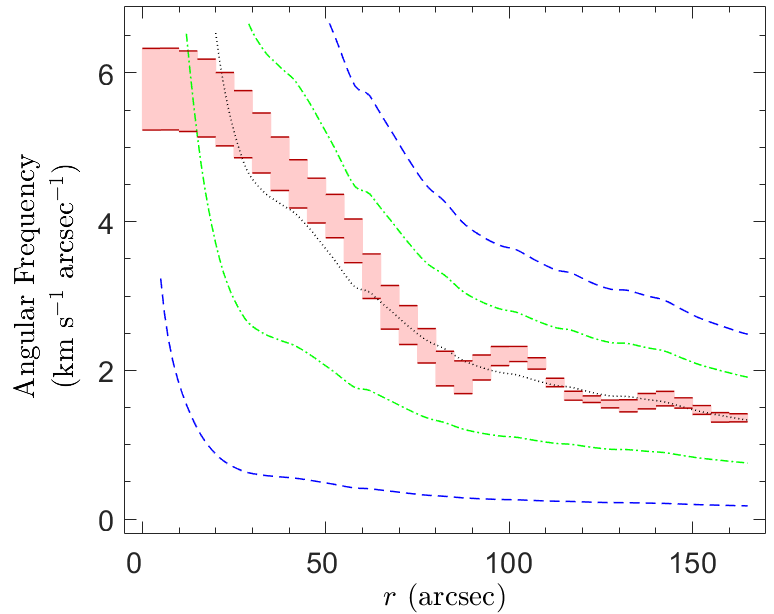 Angular Frequency
(km s⁻¹ arcsec⁻¹)
6
4
2
0
0 50 100 150
r (arcsec)